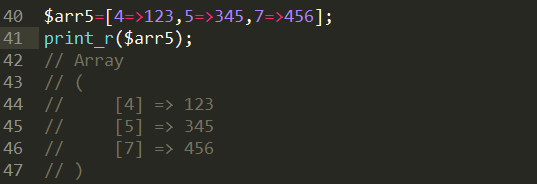 40 $arr5=[4=>123,5=>345,7=>456];
41 print_r($arr5);
42 // Array
43 // (
44 //     [4] => 123
45 //     [5] => 345
46 //     [7] => 456
47 // )